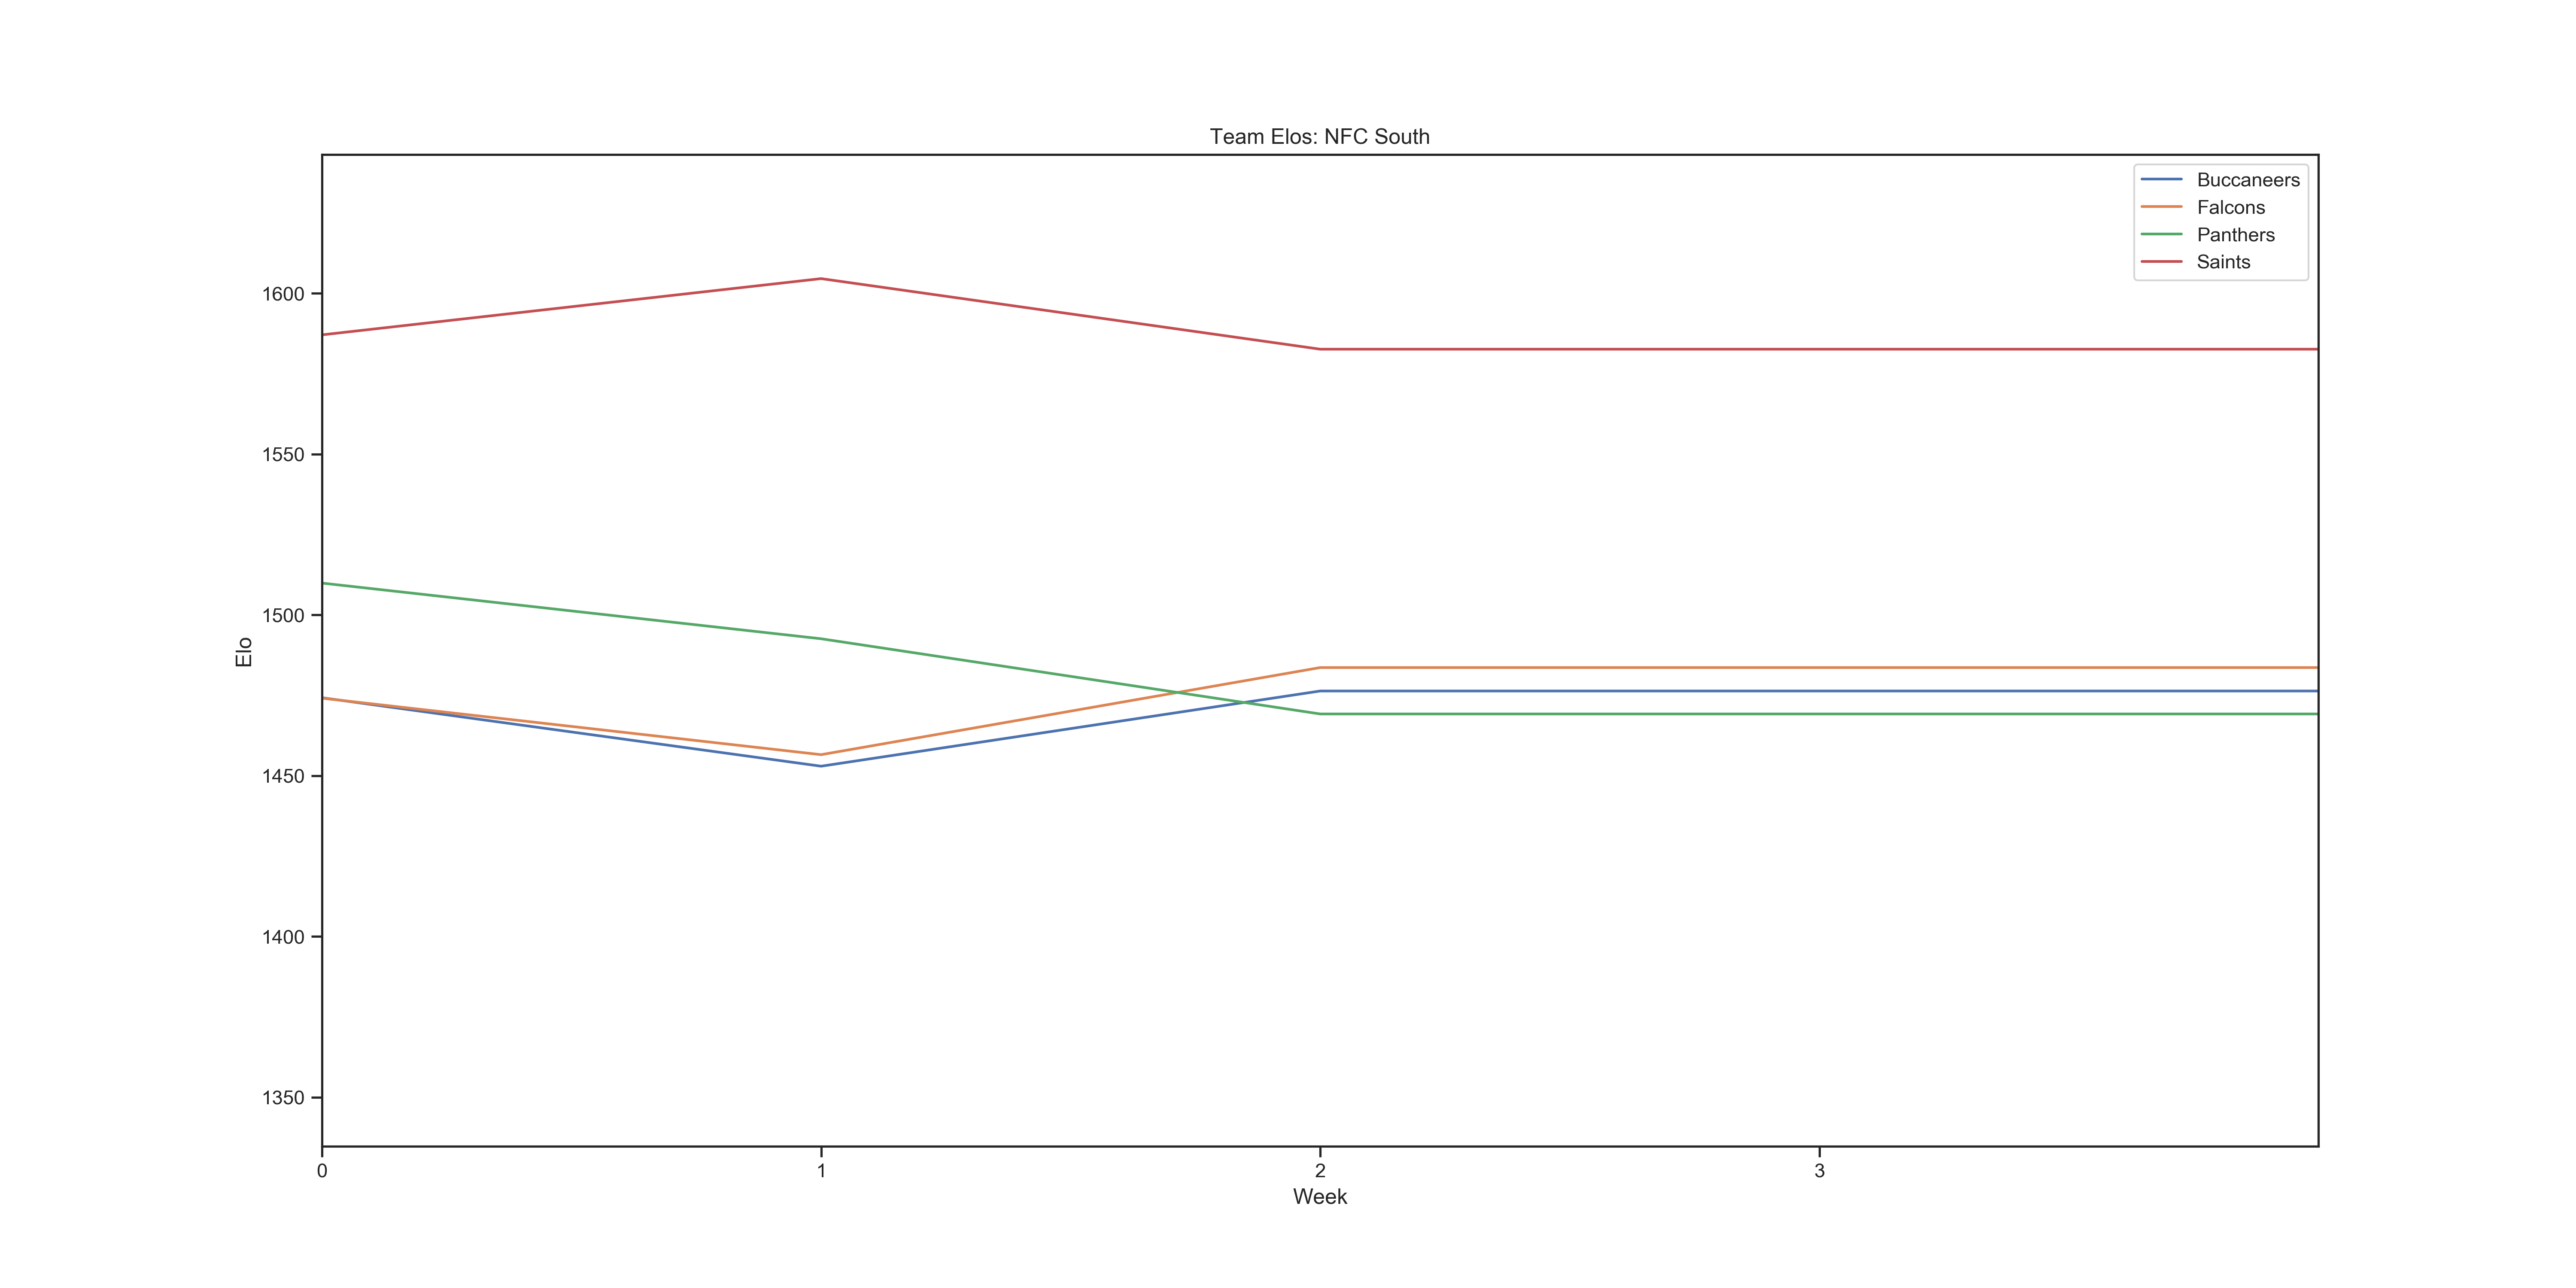 Team Elos: NFC South
Buccaneers
Falcons
Panthers
Saints
1600
1550
1500
1450
1400
1350
Elo
0 1 2 3
Week